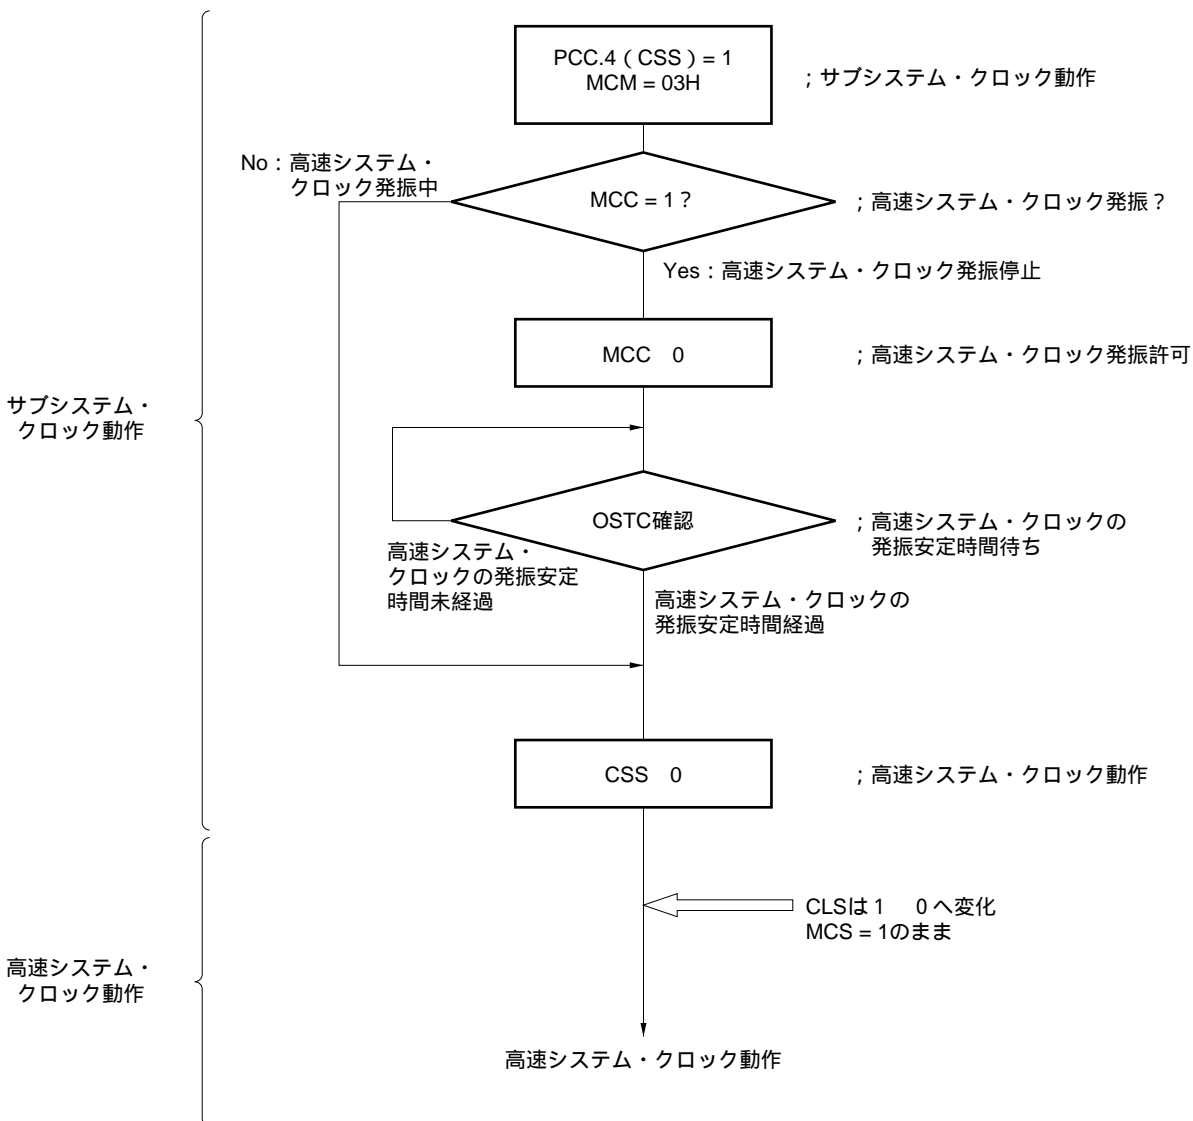 PCC.4（CSS）= 1
MCM = 03H
；サブシステム・クロック動作
No：高速システム・
クロック発振中
MCC = 1？
；高速システム・クロック発振？
Yes：高速システム・クロック発振停止
MCC 0
；高速システム・クロック発振許可
サブシステム・
クロック動作
OSTC確認
；高速システム・クロックの
発振安定時間待ち
高速システム・
クロックの発振安定
時間未経過
高速システム・クロックの
発振安定時間経過
CSS 0
；高速システム・クロック動作
CLSは1 0へ変化
MCS = 1のまま
高速システム・
クロック動作
高速システム・クロック動作